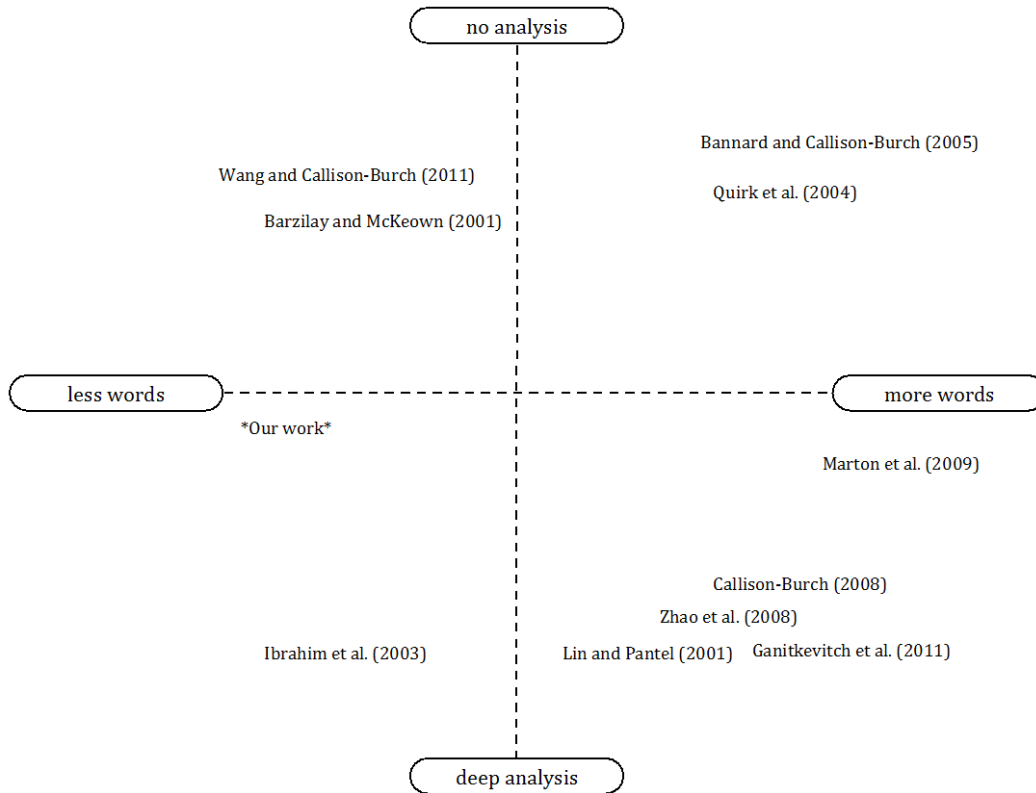 no analysis
Bannard and Callison-Burch (2005)
Wang and Callison-Burch (2011)
Quirk et al. (2004)
Barzilay and McKeown (2001)
less words
more words
*Our work*
Marton et al. (2009)
Callison-Burch (2008)
Zhao et al. (2008)
Ibrahim et al. (2003)
Lin and Pantel (2001)
Ganitkevitch et al. (2011)
deep analysis